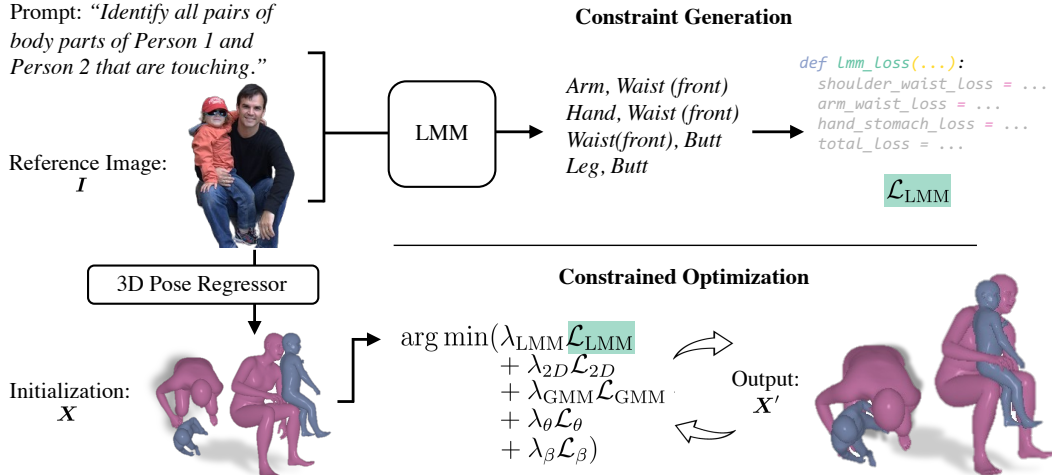 Prompt: “Identify all pairs of
body parts of Person 1 and
Person 2 that are touching.”
Reference Image:
I
LMM
Constraint Generation
Arm, Waist (front)
Hand, Waist (front)
Waist(front), Butt
Leg, Butt
def lmm_loss(...):
shoulder_waist_loss = ...
arm_waist_loss = ...
hand_stomach_loss = ...
total_loss = ...
ℒLMM
3D Pose Regressor
Initialization:
X
Constrained Optimization
arg min(λLMMℒLMM
+ λ2Dℒ2D
+ λGMMℒGMM
+ λθℒθ
+ λβℒβ)
Output:
X′